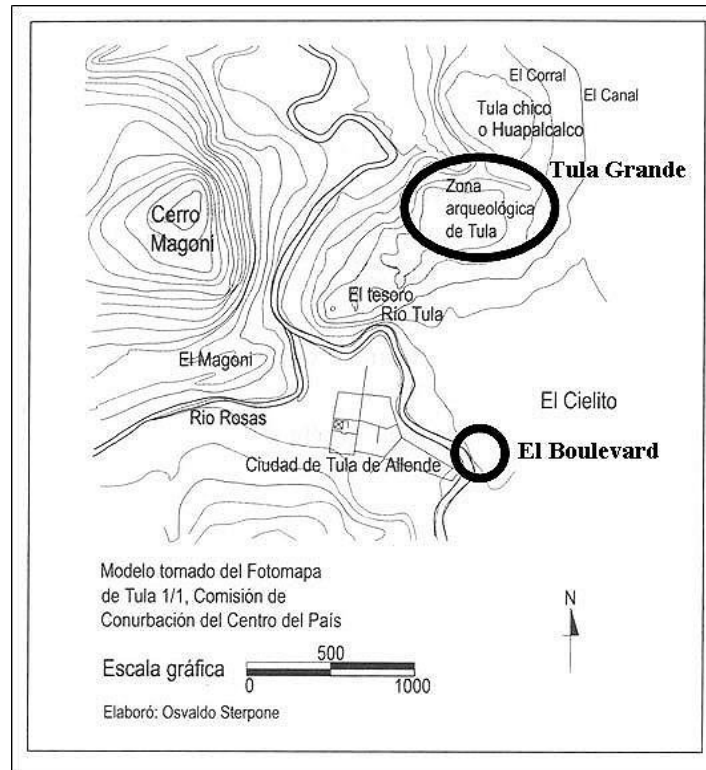 El Corral
El Canal
Tula chico
o Huapalcalco
Tula Grande
Zona
arqueológica
de Tula
Cerro
Magoni
El tesoro
Río Tula
El Magoni
Rio Rosas
El Cielito
El Boulevard
Ciudad de Tula de Allende
Modelo tomado del Fotomapa
de Tula 1/1, Comisión de
Conurbación del Centro del País
N
Escala gráfica
500
0
1000
Elaboró: Osvaldo Sterpone